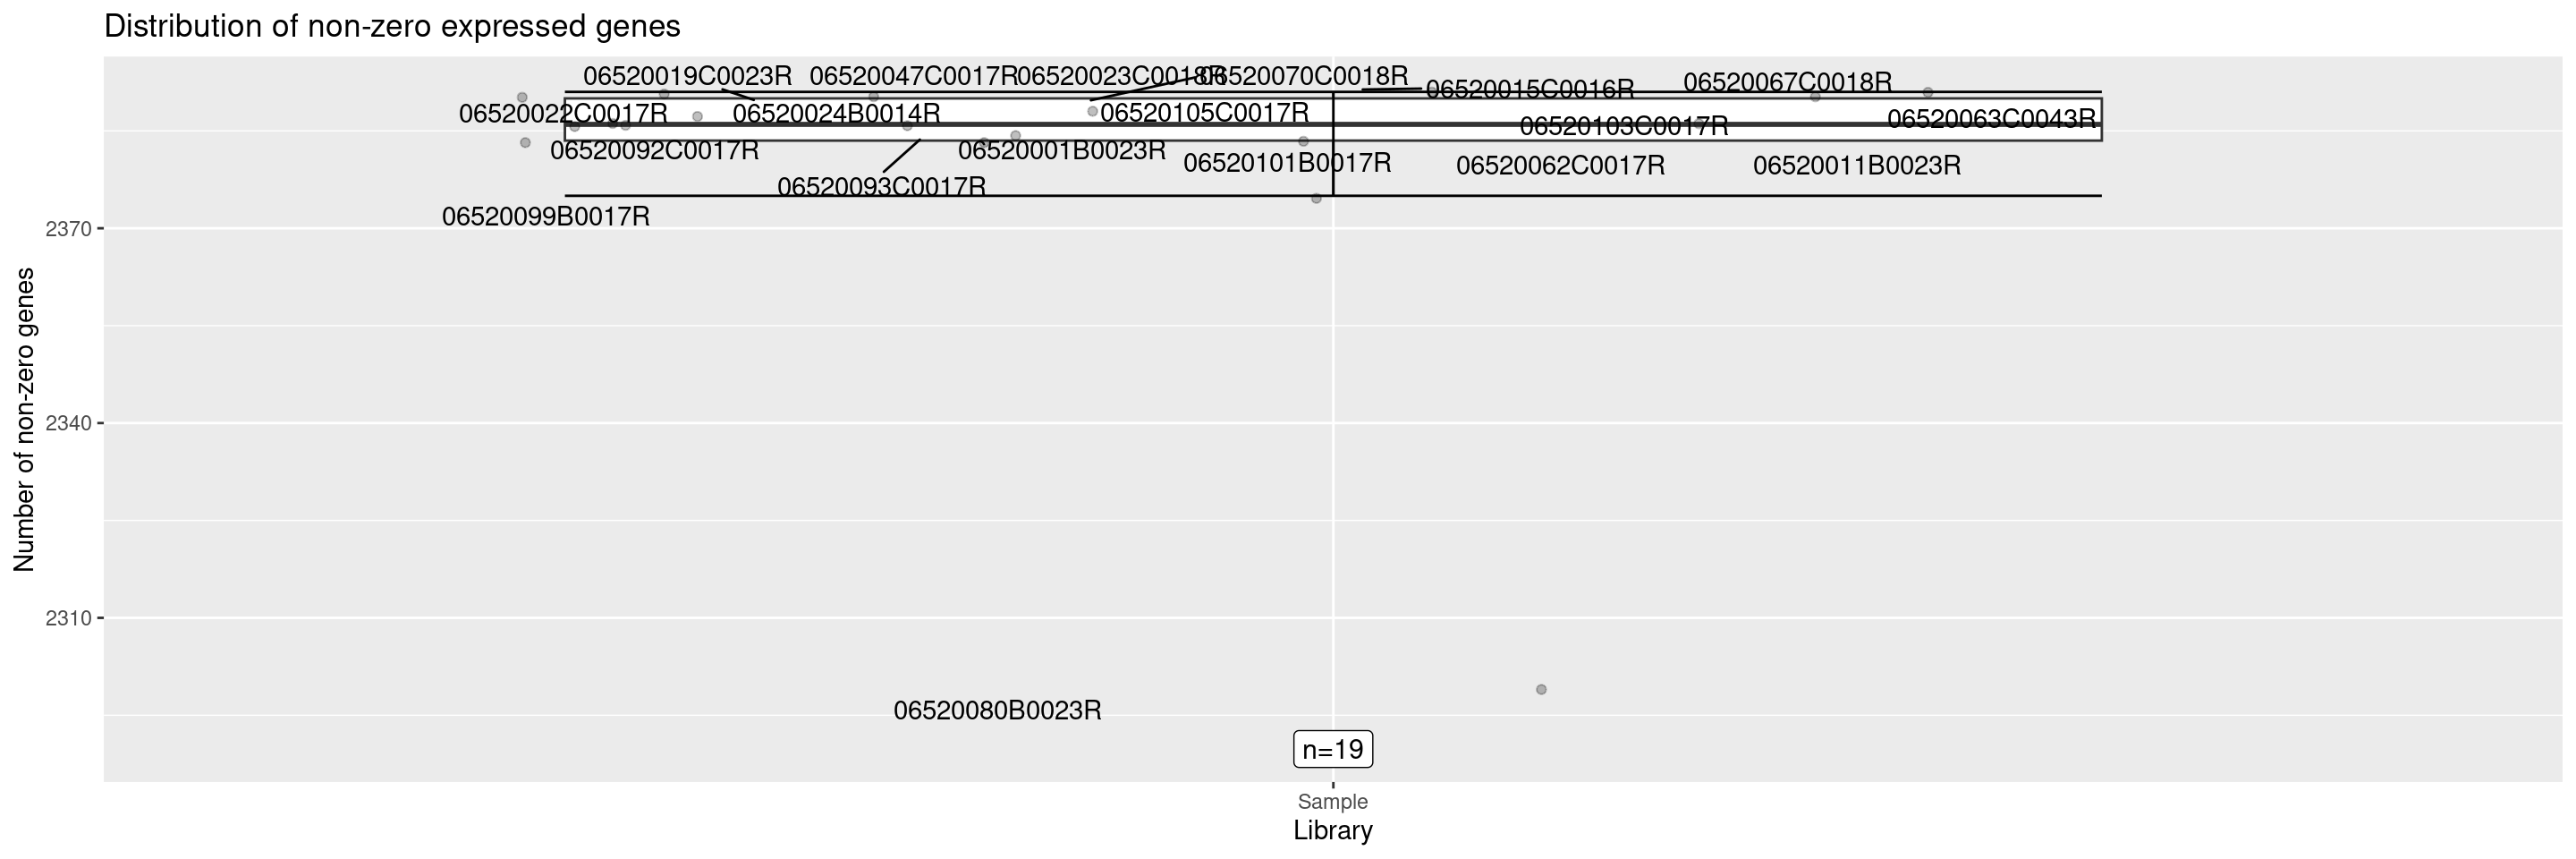 Distribution of non-zero expressed genes
06520019C0023R
06520047C0017R
06520023C0018R
06520070C0018R
06520067C0018R
06520015C0016R
06520022C0017R
06520024B0014R
06520105C0017R
06520063C0043R
06520103C0017R
06520092C0017R
06520001B0023R
06520101B0017R
06520062C0017R
06520011B0023R
06520093C0017R
06520099B0017R
2370
2340
2310
Number of non-zero genes
06520080B0023R
n=19
Sample
Library